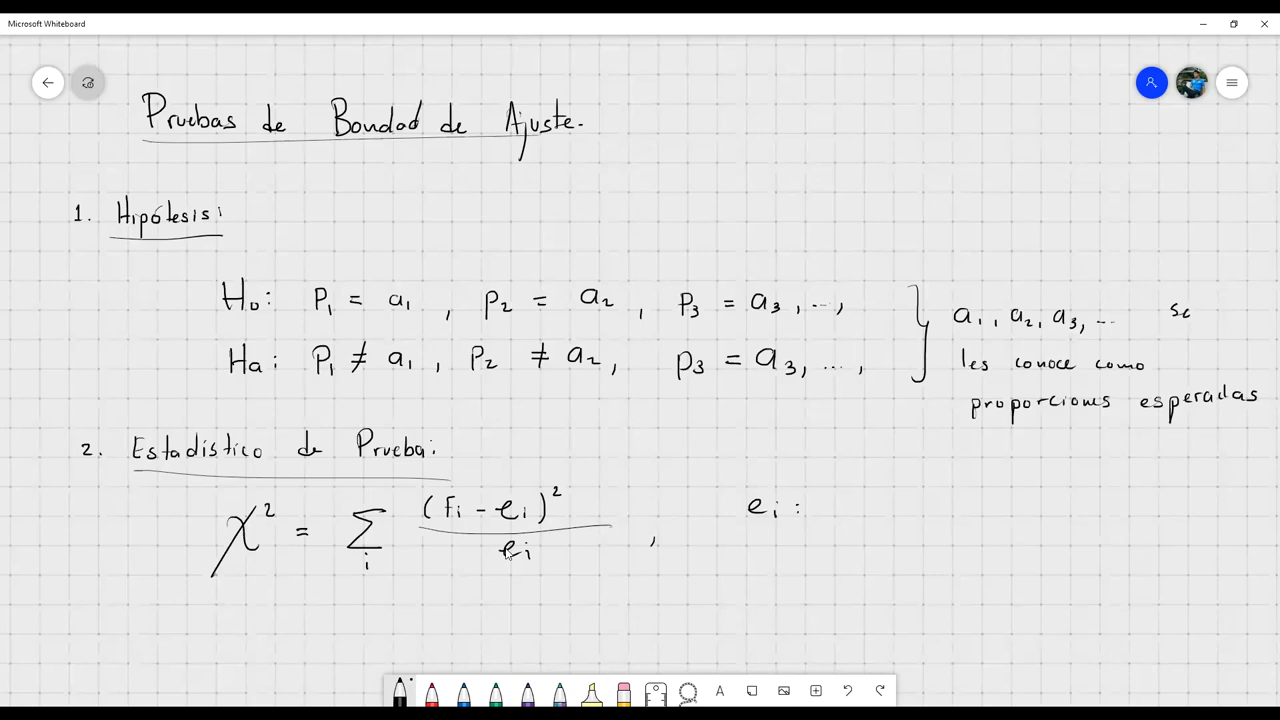 Microsoft Whiteboard
Pruebas de Bondad de Ajuste.
1. Hipótesis:
H₀: P₁ = a₁ , P₂ = a₂ , P₃ = a₃ , ... ,
Ha: P₁ ≠ a₁ , P₂ ≠ a₂ , P₃ = a₃ , ... ,
a₁ , a₂ , a₃ , ... se
les conoce como
proporciones esperadas
2. Estadístico de Prueba:
χ² = Σᵢ (fᵢ - eᵢ)² / eᵢ , eᵢ :
A